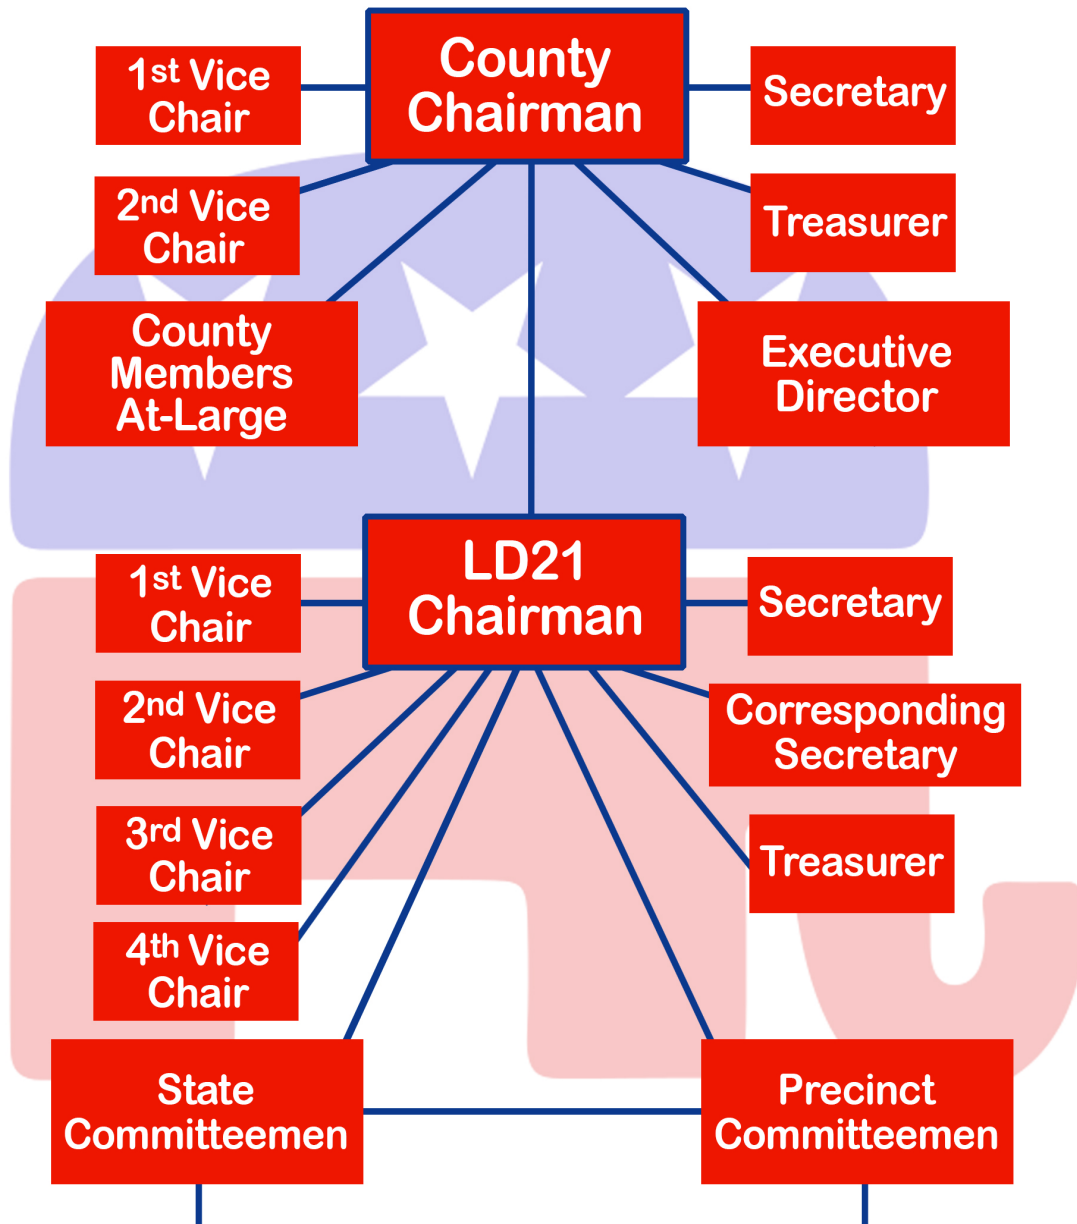 County
Chairman
1st Vice
Chair
Secretary
2nd Vice
Chair
Treasurer
County
Members
At-Large
Executive
Director
LD21
Chairman
1st Vice
Chair
Secretary
2nd Vice
Chair
Corresponding
Secretary
3rd Vice
Chair
Treasurer
4th Vice
Chair
State
Committeemen
Precinct
Committeemen